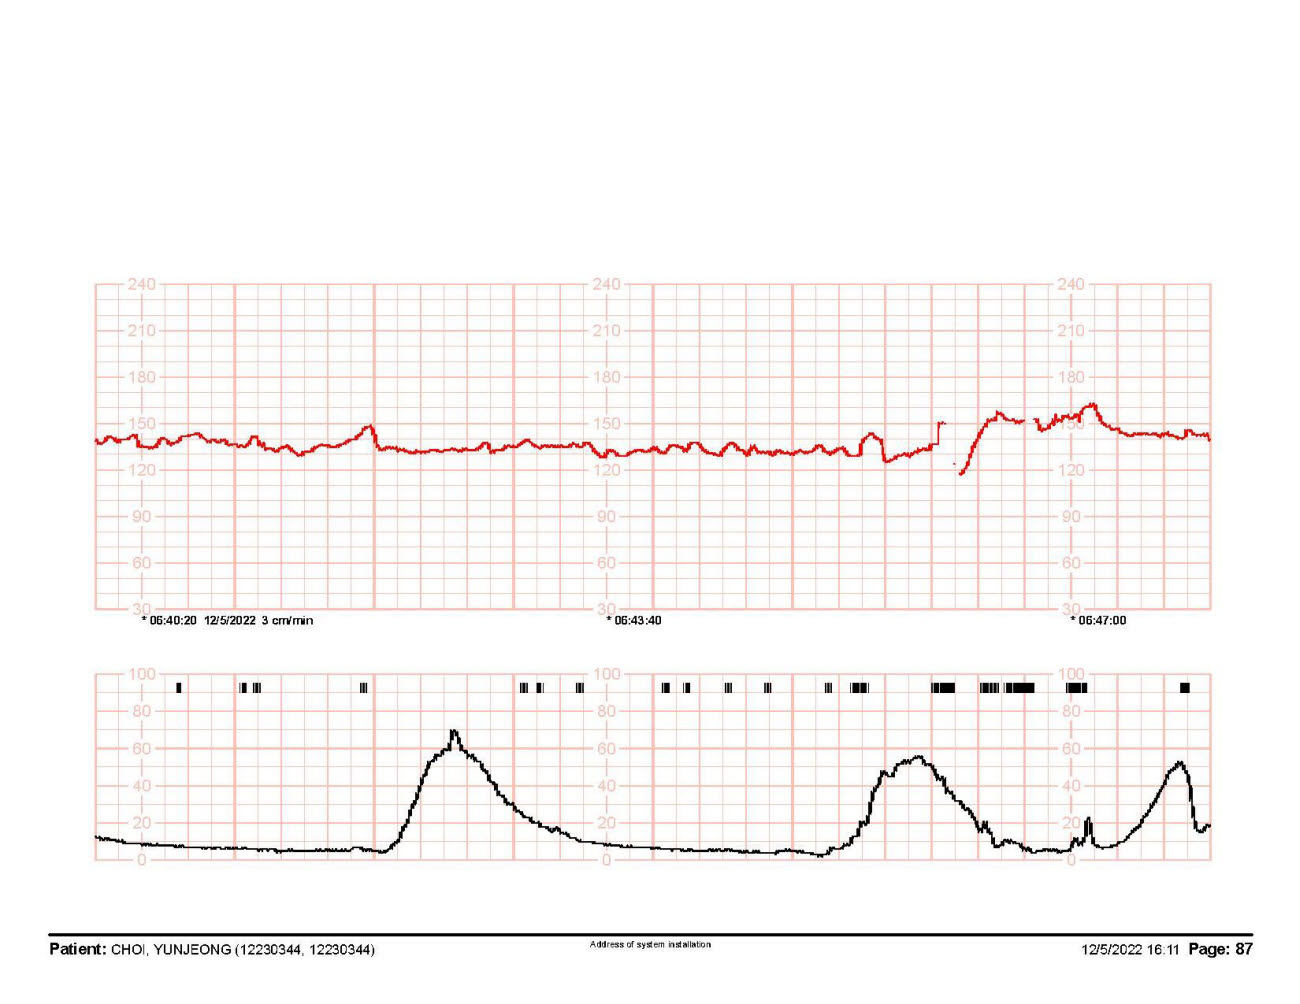 240 240 240
210 210 210
180 180 180
150 150 150
120 120 120
90 90 90
60 60 60
30 30 30
* 06:40:20 12/5/2022 3 cm/min * 06:43:40 * 06:47:00
100 100 100
80 80 80
60 60 60
40 40 40
20 20 20
0 0 0
Patient: CHOI, YUNJEONG (12230344, 12230344) Address of system installation 12/5/2022 16:11 Page: 87